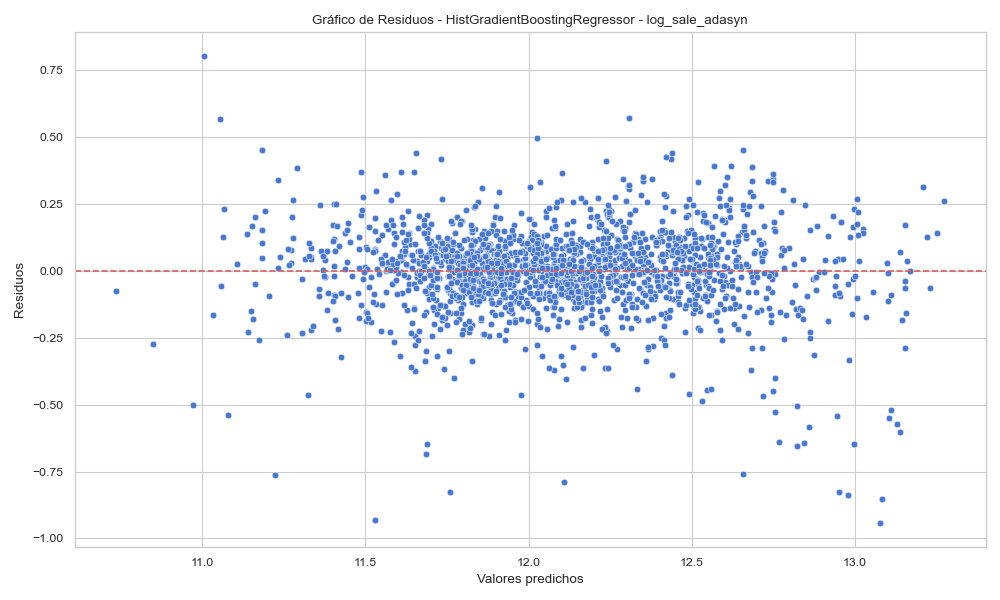 Gráfico de Residuos - HistGradientBoostingRegressor - log_sale_adasyn
0.75
0.50
0.25
0.00
−0.25
−0.50
−0.75
−1.00
Residuos
11.0 11.5 12.0 12.5 13.0
Valores predichos